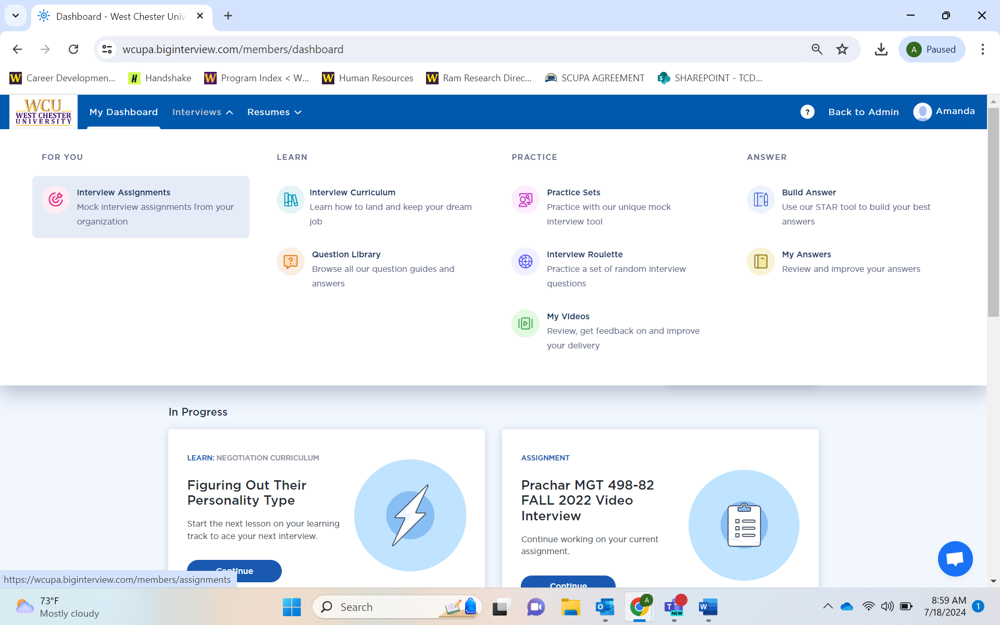 Dashboard - West Chester Univ
wcupa.biginterview.com/members/dashboard
A Paused
W Career Developmen...
H Handshake
W Program Index < W...
W Human Resources
W Ram Research Direc...
SCUPA AGREEMENT
S SHAREPOINT - TCD...
WCU
WEST CHESTER
UNIVERSITY
My Dashboard
Interviews
Resumes
?
Back to Admin
Amanda
FOR YOU
Interview Assignments
Mock interview assignments from your
organization
LEARN
Interview Curriculum
Learn how to land and keep your dream
job
?
Question Library
Browse all our question guides and
answers
PRACTICE
Practice Sets
Practice with our unique mock
interview tool
Interview Roulette
Practice a set of random interview
questions
My Videos
Review, get feedback on and improve
your delivery
ANSWER
Build Answer
Use our STAR tool to build your best
answers
My Answers
Review and improve your answers
In Progress
LEARN: NEGOTIATION CURRICULUM
Figuring Out Their
Personality Type
Start the next lesson on your learning
track to ace your next interview.
Continue
ASSIGNMENT
Prachar MGT 498-82
FALL 2022 Video
Interview
Continue working on your current
assignment.
Continue
https://wcupa.biginterview.com/members/assignments
73°F
Mostly cloudy
Search
O
A
T
NEW
W
8:59 AM
7/18/2024
1